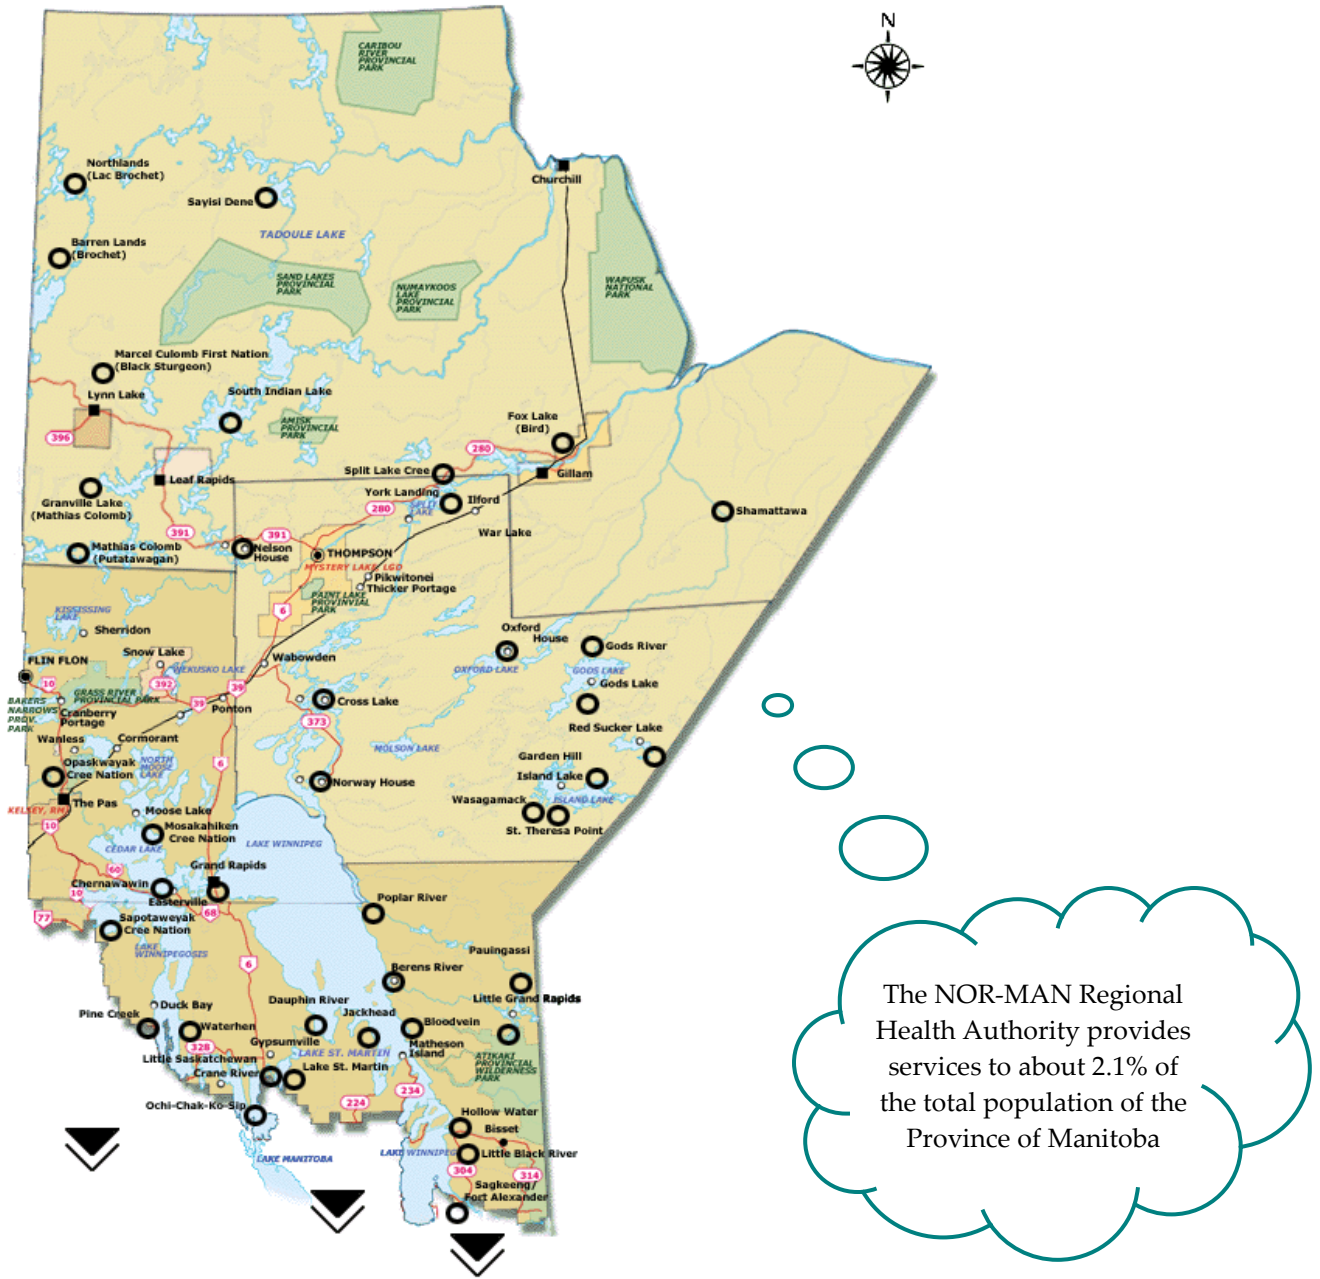 N
CARIBOU
RIVER
PROVINCIAL
PARK
Churchill
Northlands
(Lac Brochet)
Sayisi Dene
TADOULE LAKE
Barren Lands
(Brochet)
SAND LAKES
PROVINCIAL
PARK
NUMAYKOOS
LAKE
PROVINCIAL
PARK
WAPUSK
NATIONAL
PARK
Marcel Culomb First Nation
(Black Sturgeon)
Lynn Lake
South Indian Lake
396
AMISK
PROVINCIAL
PARK
Fox Lake
(Bird)
280
Split Lake Cree
Gillam
Leaf Rapids
York Landing
Ilford
SPLIT
LAKE
280
Granville Lake
(Mathias Colomb)
War Lake
Shamattawa
391
391
Nelson
House
Mathias Colomb
(Putatawagan)
THOMPSON
MYSTERY LAKE, LGD
Pikwitonei
Thicker Portage
PAINT LAKE
PROVINVIAL
PARK
6
KISSISSING
LAKE
Sherridon
Oxford
House
Gods River
Snow Lake
Wabowden
FLIN FLON
WEKUSKO LAKE
OXFORD LAKE
GODS LAKE
Gods Lake
10
392
39
39
GRASS RIVER
PROVINCIAL PARK
BAKERS
NARROWS
PROV.
PARK
Cranberry
Portage
Ponton
Cross Lake
373
Red Sucker Lake
Wanless
Cormorant
MOLSON LAKE
Opaskwayak
Cree Nation
NORTH
MOOSE
LAKE
6
Garden Hill
Island Lake
Norway House
ISLAND LAKE
Wasagamack
St. Theresa Point
The Pas
KELSEY, RM
Moose Lake
10
Mosakahiken
Cree Nation
CEDAR LAKE
LAKE WINNIPEG
Grand Rapids
60
Chernawawin
10
Easterville
Poplar River
77
68
Sapotaweyak
Cree Nation
LAKE
WINNIPEGOSIS
Pauingassi
6
Berens River
Little Grand Rapids
Duck Bay
Dauphin River
Pine Creek
Jackhead
Waterhen
Bloodvein
Gypsumville
328
LAKE ST. MARTIN
Matheson
Island
Little Saskatchewan
ATIKAKI
PROVINCIAL
WILDERNESS
PARK
Crane River
Lake St. Martin
234
Ochi-Chak-Ko-Sip
224
Hollow Water
Bisset
LAKE MANITOBA
LAKE WINNIPEG
Little Black River
304
314
Sagkeeng/
Fort Alexander
The NOR-MAN Regional
Health Authority provides
services to about 2.1% of
the total population of the
Province of Manitoba